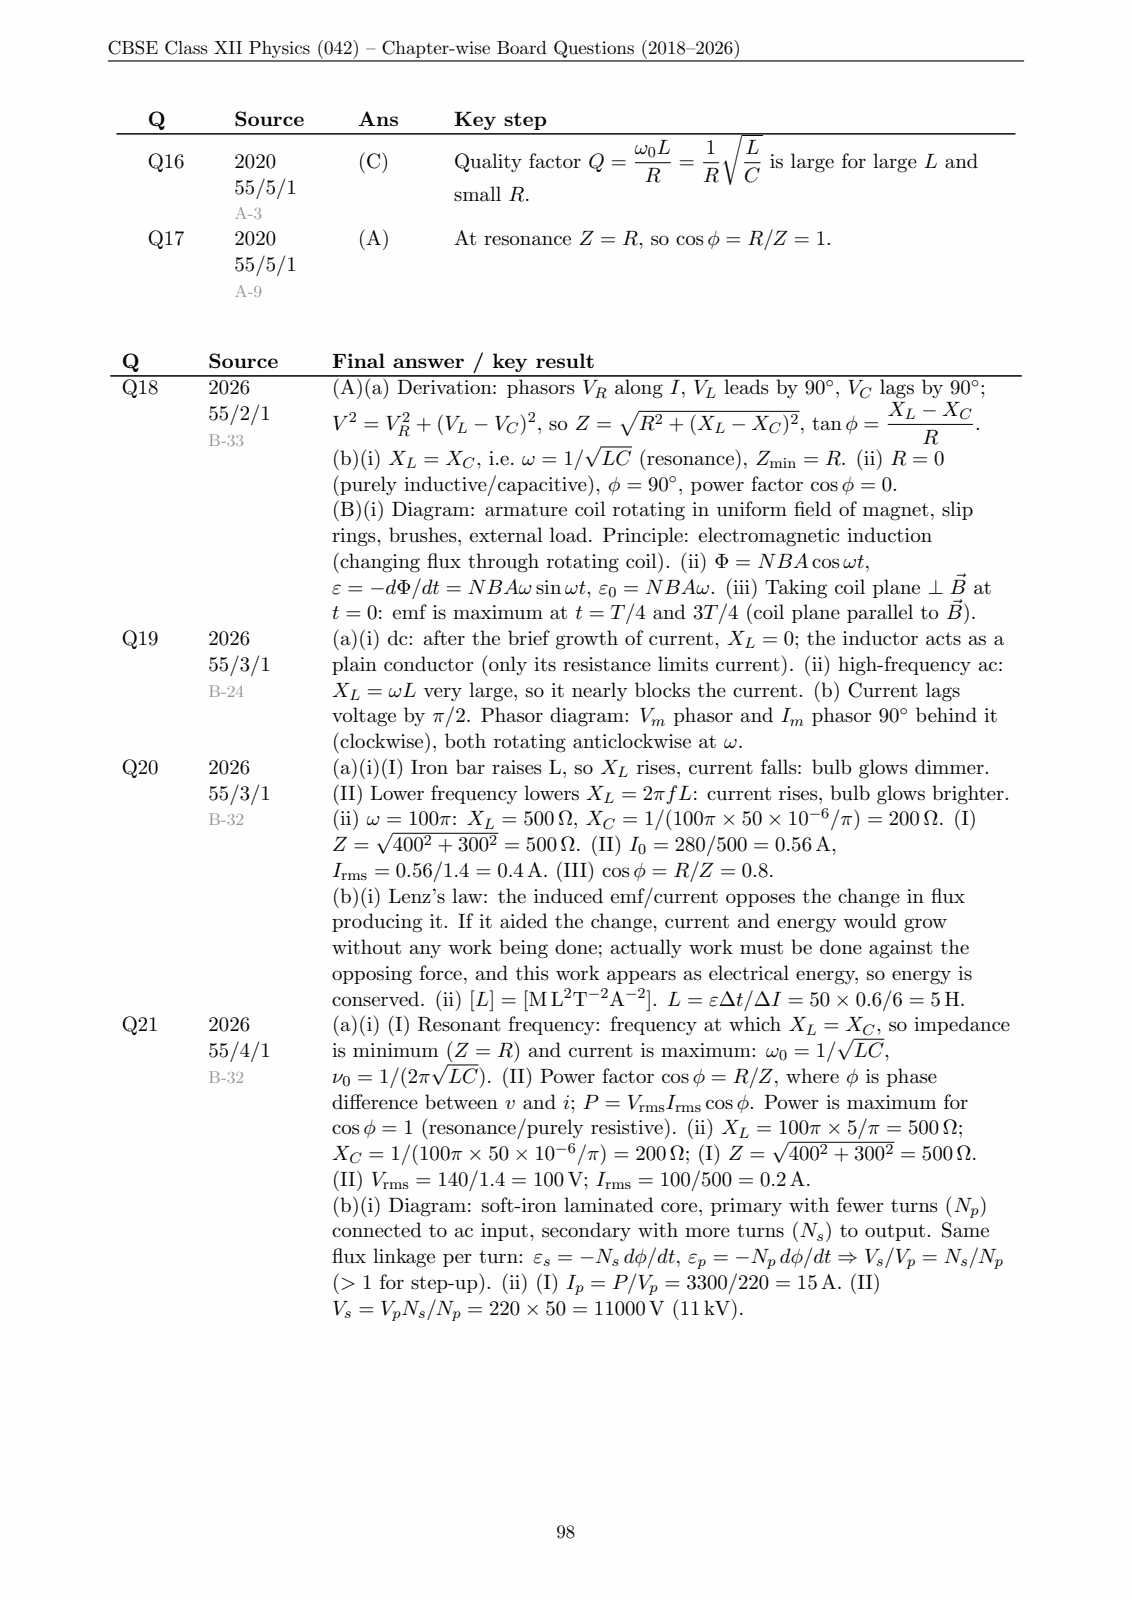 CBSE Class XII Physics (042) – Chapter-wise Board Questions (2018–2026)
Q Source Ans Key step
Q16 2020 (C) Quality factor Q = ω₀L/R = 1/R √(L/C) is large for large L and
55/5/1 small R.
A-3
Q17 2020 (A) At resonance Z = R, so cos ϕ = R/Z = 1.
55/5/1
A-9
Q Source Final answer / key result
Q18 2026 (A)(a) Derivation: phasors V_R along I, V_L leads by 90°, V_C lags by 90°;
55/2/1 V² = V_R² + (V_L − V_C)², so Z = √(R² + (X_L − X_C)²), tan ϕ = (X_L − X_C)/R.
B-33
(b)(i) X_L = X_C, i.e. ω = 1/√LC (resonance), Z_min = R. (ii) R = 0
(purely inductive/capacitive), ϕ = 90°, power factor cos ϕ = 0.
(B)(i) Diagram: armature coil rotating in uniform field of magnet, slip
rings, brushes, external load. Principle: electromagnetic induction
(changing flux through rotating coil). (ii) Φ = NBA cos ωt,
ε = −dΦ/dt = NBAω sin ωt, ε₀ = NBAω. (iii) Taking coil plane ⊥ B⃗ at
t = 0: emf is maximum at t = T/4 and 3T/4 (coil plane parallel to B⃗).
Q19 2026 (a)(i) dc: after the brief growth of current, X_L = 0; the inductor acts as a
55/3/1 plain conductor (only its resistance limits current). (ii) high-frequency ac:
B-24 X_L = ωL very large, so it nearly blocks the current. (b) Current lags
voltage by π/2. Phasor diagram: V_m phasor and I_m phasor 90° behind it
(clockwise), both rotating anticlockwise at ω.
Q20 2026 (a)(i)(I) Iron bar raises L, so X_L rises, current falls: bulb glows dimmer.
55/3/1 (II) Lower frequency lowers X_L = 2πfL: current rises, bulb glows brighter.
B-32 (ii) ω = 100π: X_L = 500 Ω, X_C = 1/(100π × 50 × 10⁻⁶/π) = 200 Ω. (I)
Z = √(400² + 300²) = 500 Ω. (II) I₀ = 280/500 = 0.56 A,
I_rms = 0.56/1.4 = 0.4 A. (III) cos ϕ = R/Z = 0.8.
(b)(i) Lenz's law: the induced emf/current opposes the change in flux
producing it. If it aided the change, current and energy would grow
without any work being done; actually work must be done against the
opposing force, and this work appears as electrical energy, so energy is
conserved. (ii) [L] = [M L²T⁻²A⁻²]. L = εΔt/ΔI = 50 × 0.6/6 = 5 H.
Q21 2026 (a)(i) (I) Resonant frequency: frequency at which X_L = X_C, so impedance
55/4/1 is minimum (Z = R) and current is maximum: ω₀ = 1/√LC,
B-32 ν₀ = 1/(2π√LC). (II) Power factor cos ϕ = R/Z, where ϕ is phase
difference between v and i; P = V_rms I_rms cos ϕ. Power is maximum for
cos ϕ = 1 (resonance/purely resistive). (ii) X_L = 100π × 5/π = 500 Ω;
X_C = 1/(100π × 50 × 10⁻⁶/π) = 200 Ω; (I) Z = √(400² + 300²) = 500 Ω.
(II) V_rms = 140/1.4 = 100 V; I_rms = 100/500 = 0.2 A.
(b)(i) Diagram: soft-iron laminated core, primary with fewer turns (N_p)
connected to ac input, secondary with more turns (N_s) to output. Same
flux linkage per turn: ε_s = −N_s dϕ/dt, ε_p = −N_p dϕ/dt ⇒ V_s/V_p = N_s/N_p
(> 1 for step-up). (ii) (I) I_p = P/V_p = 3300/220 = 15 A. (II)
V_s = V_pN_s/N_p = 220 × 50 = 11000 V (11 kV).
98